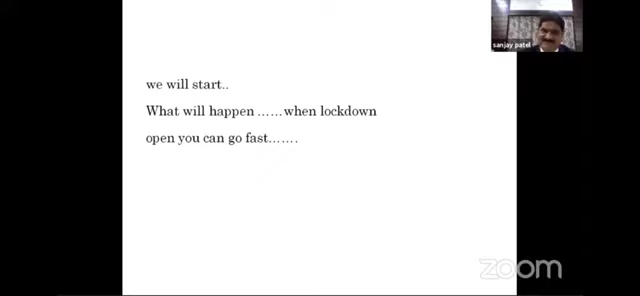 sanjay patel
we will start..
What will happen ……when lockdown
open you can go fast…….
zoom